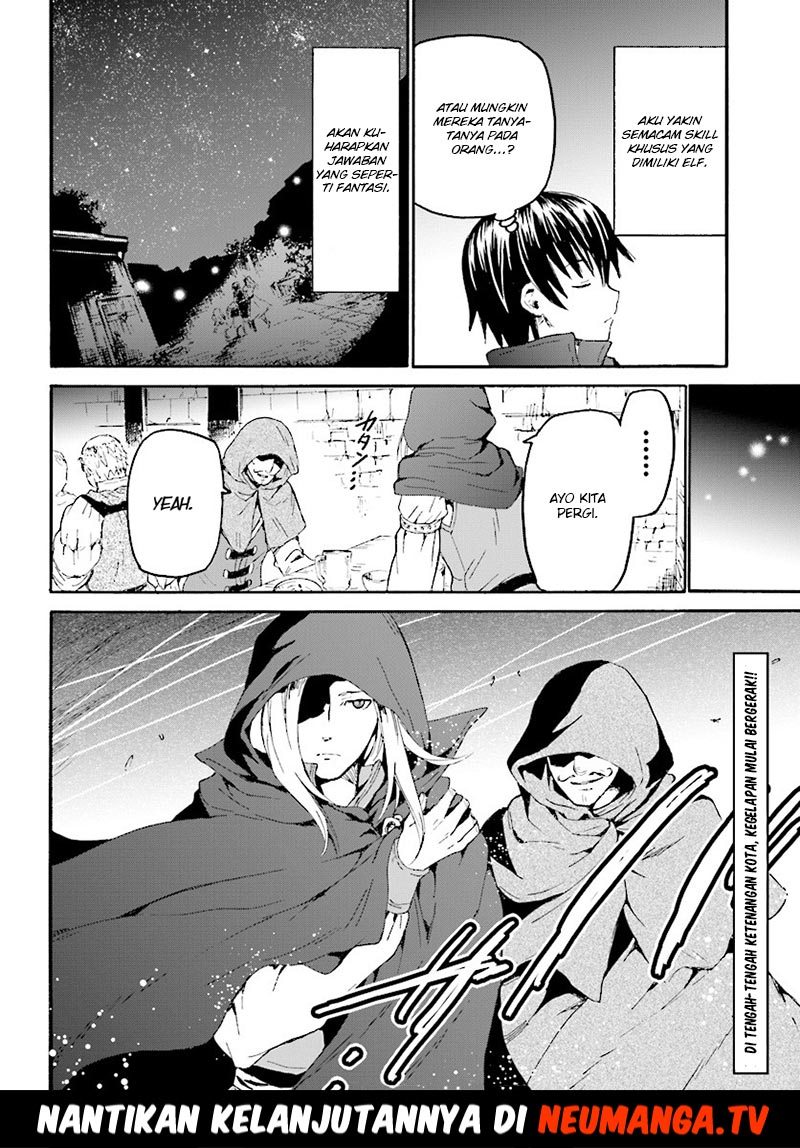 AKU YAKIN
SEMACAM SKILL
KHUSUS YANG
DIMILIKI ELF.
ATAU MUNGKIN
MEREKA TANYA-
TANYA PADA
ORANG...?
AKAN KU-
HARAPKAN
JAWABAN
YANG SEPER-
TI FANTASI.
......
AYO KITA
PERGI.
カタン…
YEAH.
DI TENGAH-TENGAH KETENANGAN KOTA, KEGELAPAN MULAI BERGERAK!!
NANTIKAN KELANJUTANNYA DI NEUMANGA.TV